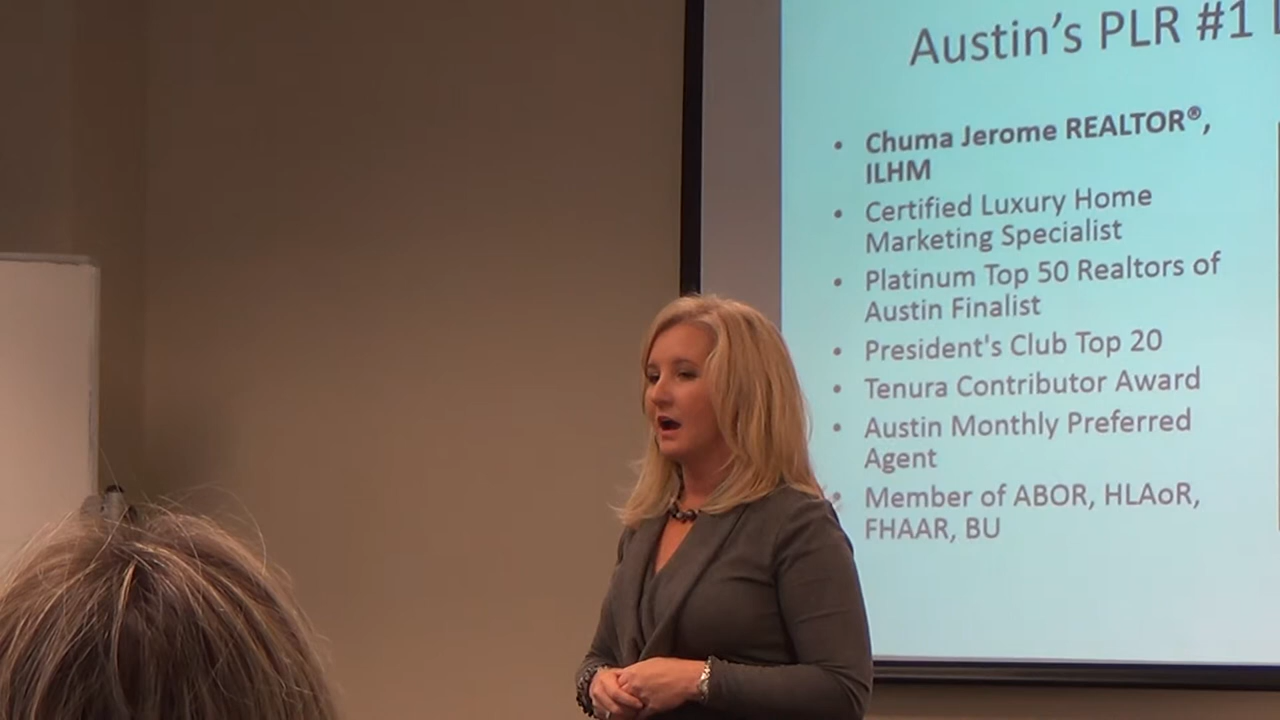 Austin's PLR #1
• Chuma Jerome REALTOR®,
ILHM
• Certified Luxury Home
Marketing Specialist
• Platinum Top 50 Realtors of
Austin Finalist
• President's Club Top 20
• Tenura Contributor Award
• Austin Monthly Preferred
Agent
• Member of ABOR, HLAoR,
FHAAR, BU